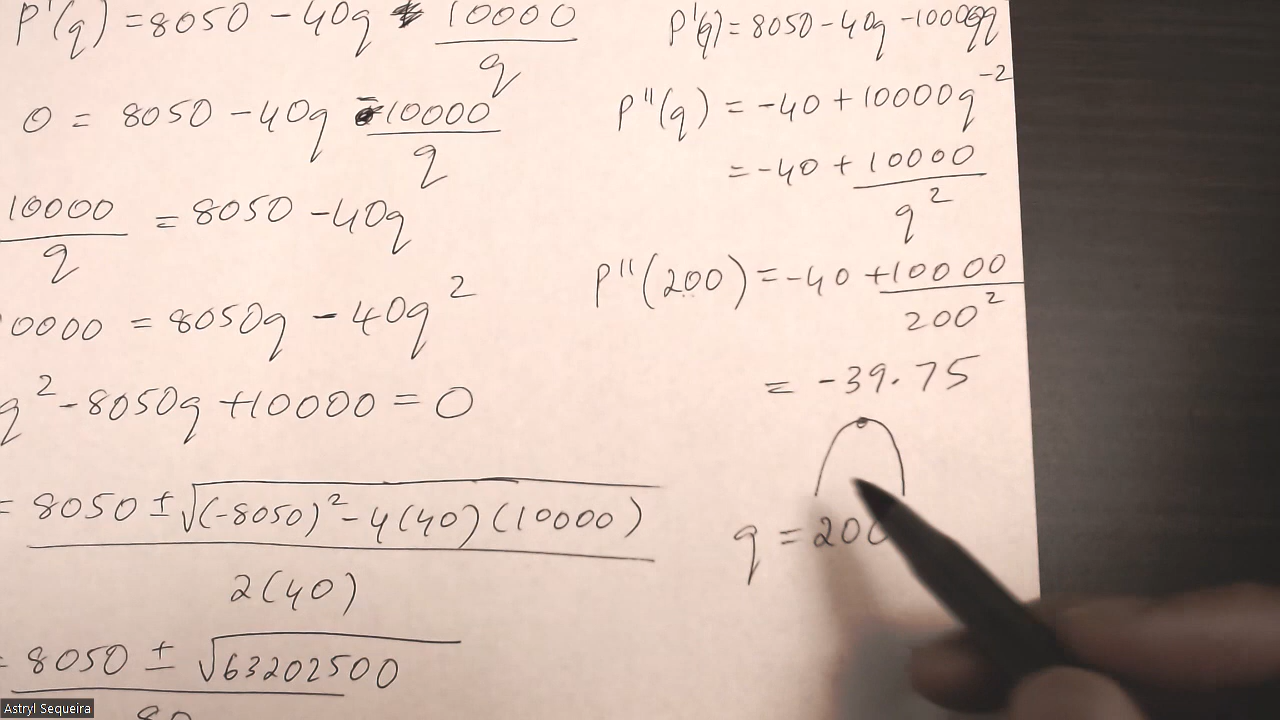 P'(q) = 8050 - 40q - 10000/q
0 = 8050 - 40q - 10000/q
10000/q = 8050 - 40q
0000 = 8050q - 40q²
q² - 8050q + 10000 = 0
= 8050 ± √(-8050)² - 4(40)(10000) / 2(40)
= 8050 ± √63202500 / 80
P'(q) = 8050 - 40q - 10000
P''(q) = -40 + 10000q⁻²
= -40 + 10000/q²
P''(200) = -40 + 10000/200²
= -39.75
q = 200
Astryl Sequeira